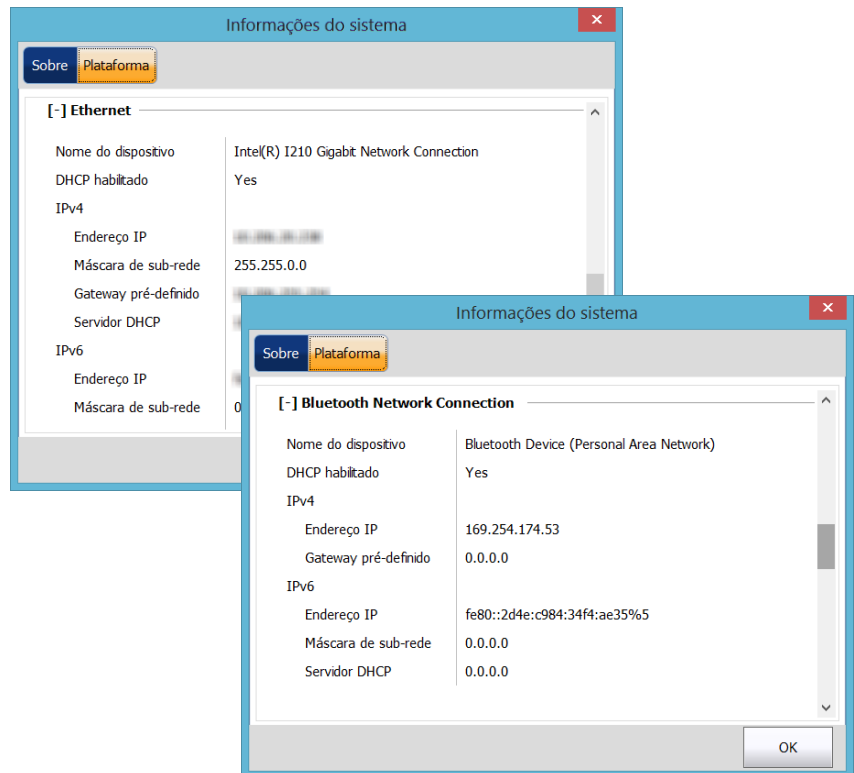 Informações do sistema
Sobre Plataforma
[-] Ethernet
Nome do dispositivo Intel(R) I210 Gigabit Network Connection
DHCP habilitado Yes
IPv4
Endereço IP
Máscara de sub-rede 255.255.0.0
Gateway pré-definido
Servidor DHCP
IPv6
Endereço IP
Máscara de sub-rede 0
Informações do sistema
Sobre Plataforma
[-] Bluetooth Network Connection
Nome do dispositivo Bluetooth Device (Personal Area Network)
DHCP habilitado Yes
IPv4
Endereço IP 169.254.174.53
Gateway pré-definido 0.0.0.0
IPv6
Endereço IP fe80::2d4e:c984:34f4:ae35%5
Máscara de sub-rede 0.0.0.0
Servidor DHCP 0.0.0.0
OK